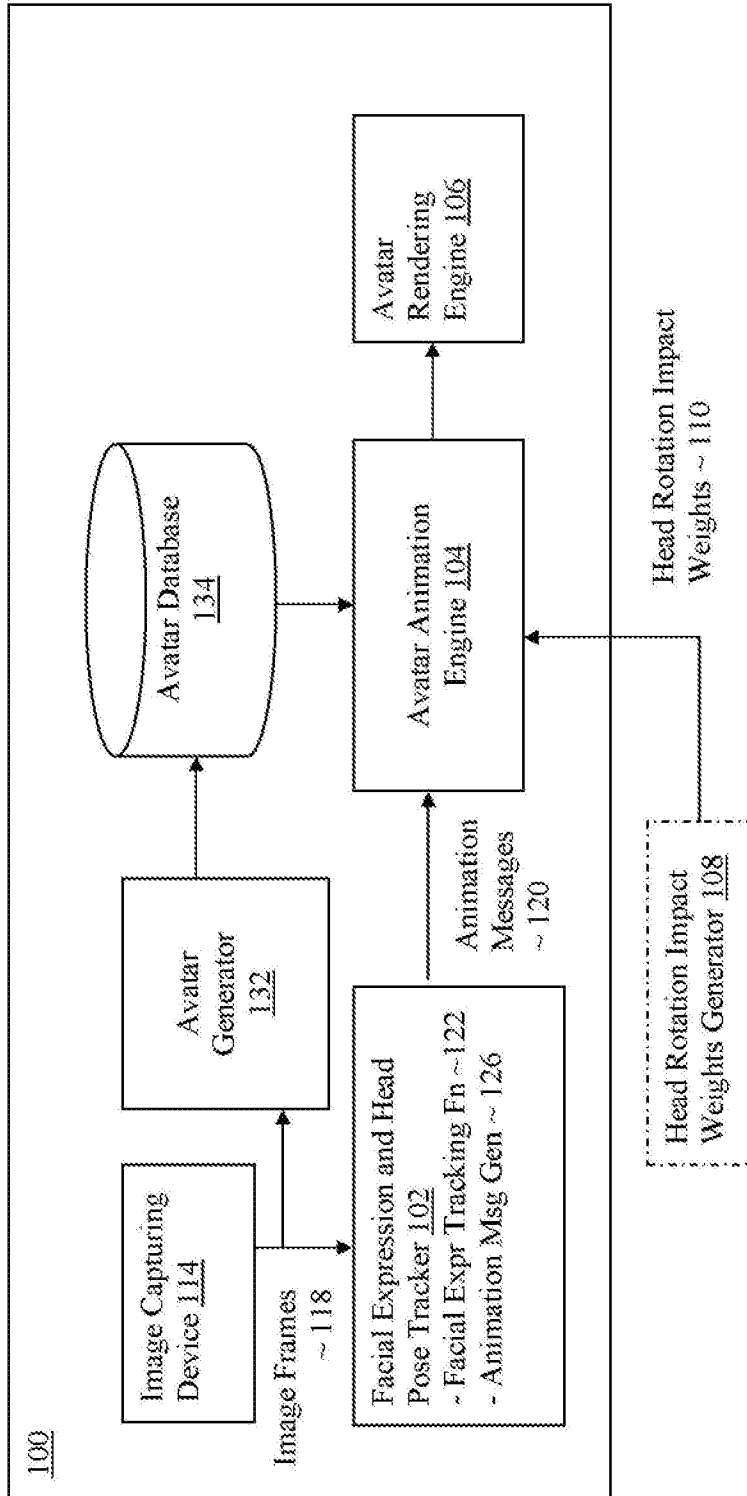 100
Image Capturing
Device 114
Image Frames
~ 118
Avatar
Generator
132
Avatar Database
134
Facial Expression and Head
Pose Tracker 102
- Facial Expr Tracking Fn ~122
- Animation Msg Gen ~ 126
Animation
Messages
~ 120
Avatar Animation
Engine 104
Avatar
Rendering
Engine 106
Head Rotation Impact
Weights Generator 108
Head Rotation Impact
Weights ~ 110